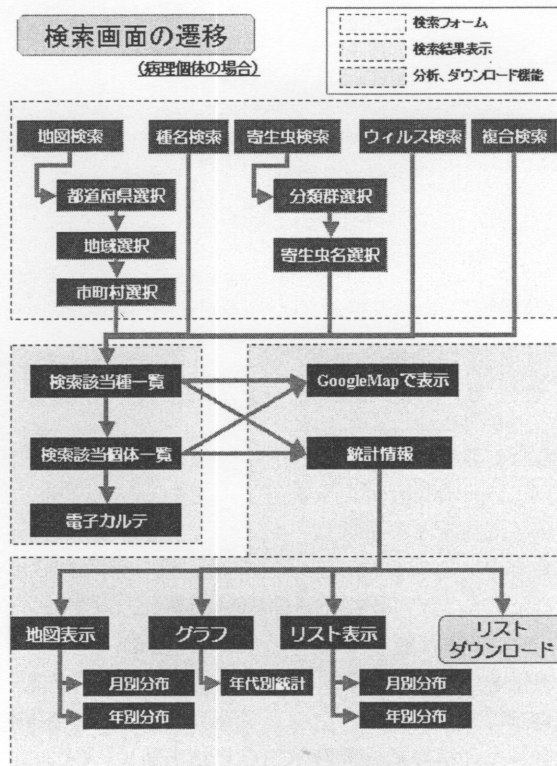 検索画面の遷移
(病理個体の場合)
検索フォーム
検索結果表示
分析、ダウンロード機能
地図検索
種名検索
寄生虫検索
ウィルス検索
複合検索
都道府県選択
分類群選択
地域選択
寄生虫名選択
市町村選択
検索該当種一覧
GoogleMapで表示
検索該当個体一覧
統計情報
電子カルテ
地図表示
グラフ
リスト表示
リスト
ダウンロード
月別分布
年代別統計
月別分布
年別分布
年別分布